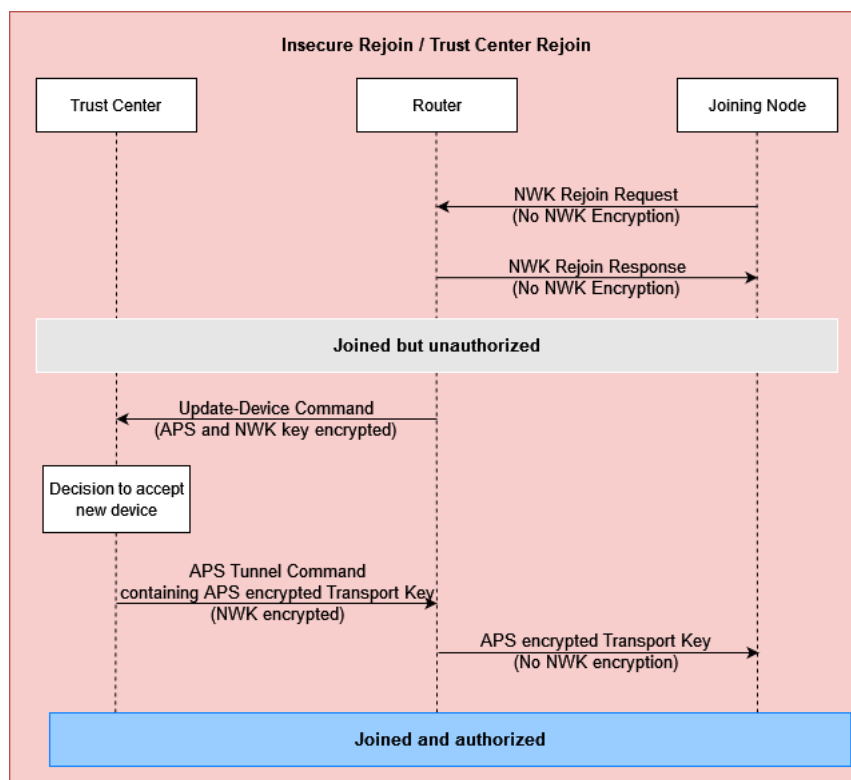 Insecure Rejoin / Trust Center Rejoin
Trust Center
Router
Joining Node
NWK Rejoin Request
(No NWK Encryption)
NWK Rejoin Response
(No NWK Encryption)
Joined but unauthorized
Update-Device Command
(APS and NWK key encrypted)
Decision to accept
new device
APS Tunnel Command
containing APS encrypted Transport Key
(NWK encrypted)
APS encrypted Transport Key
(No NWK encryption)
Joined and authorized